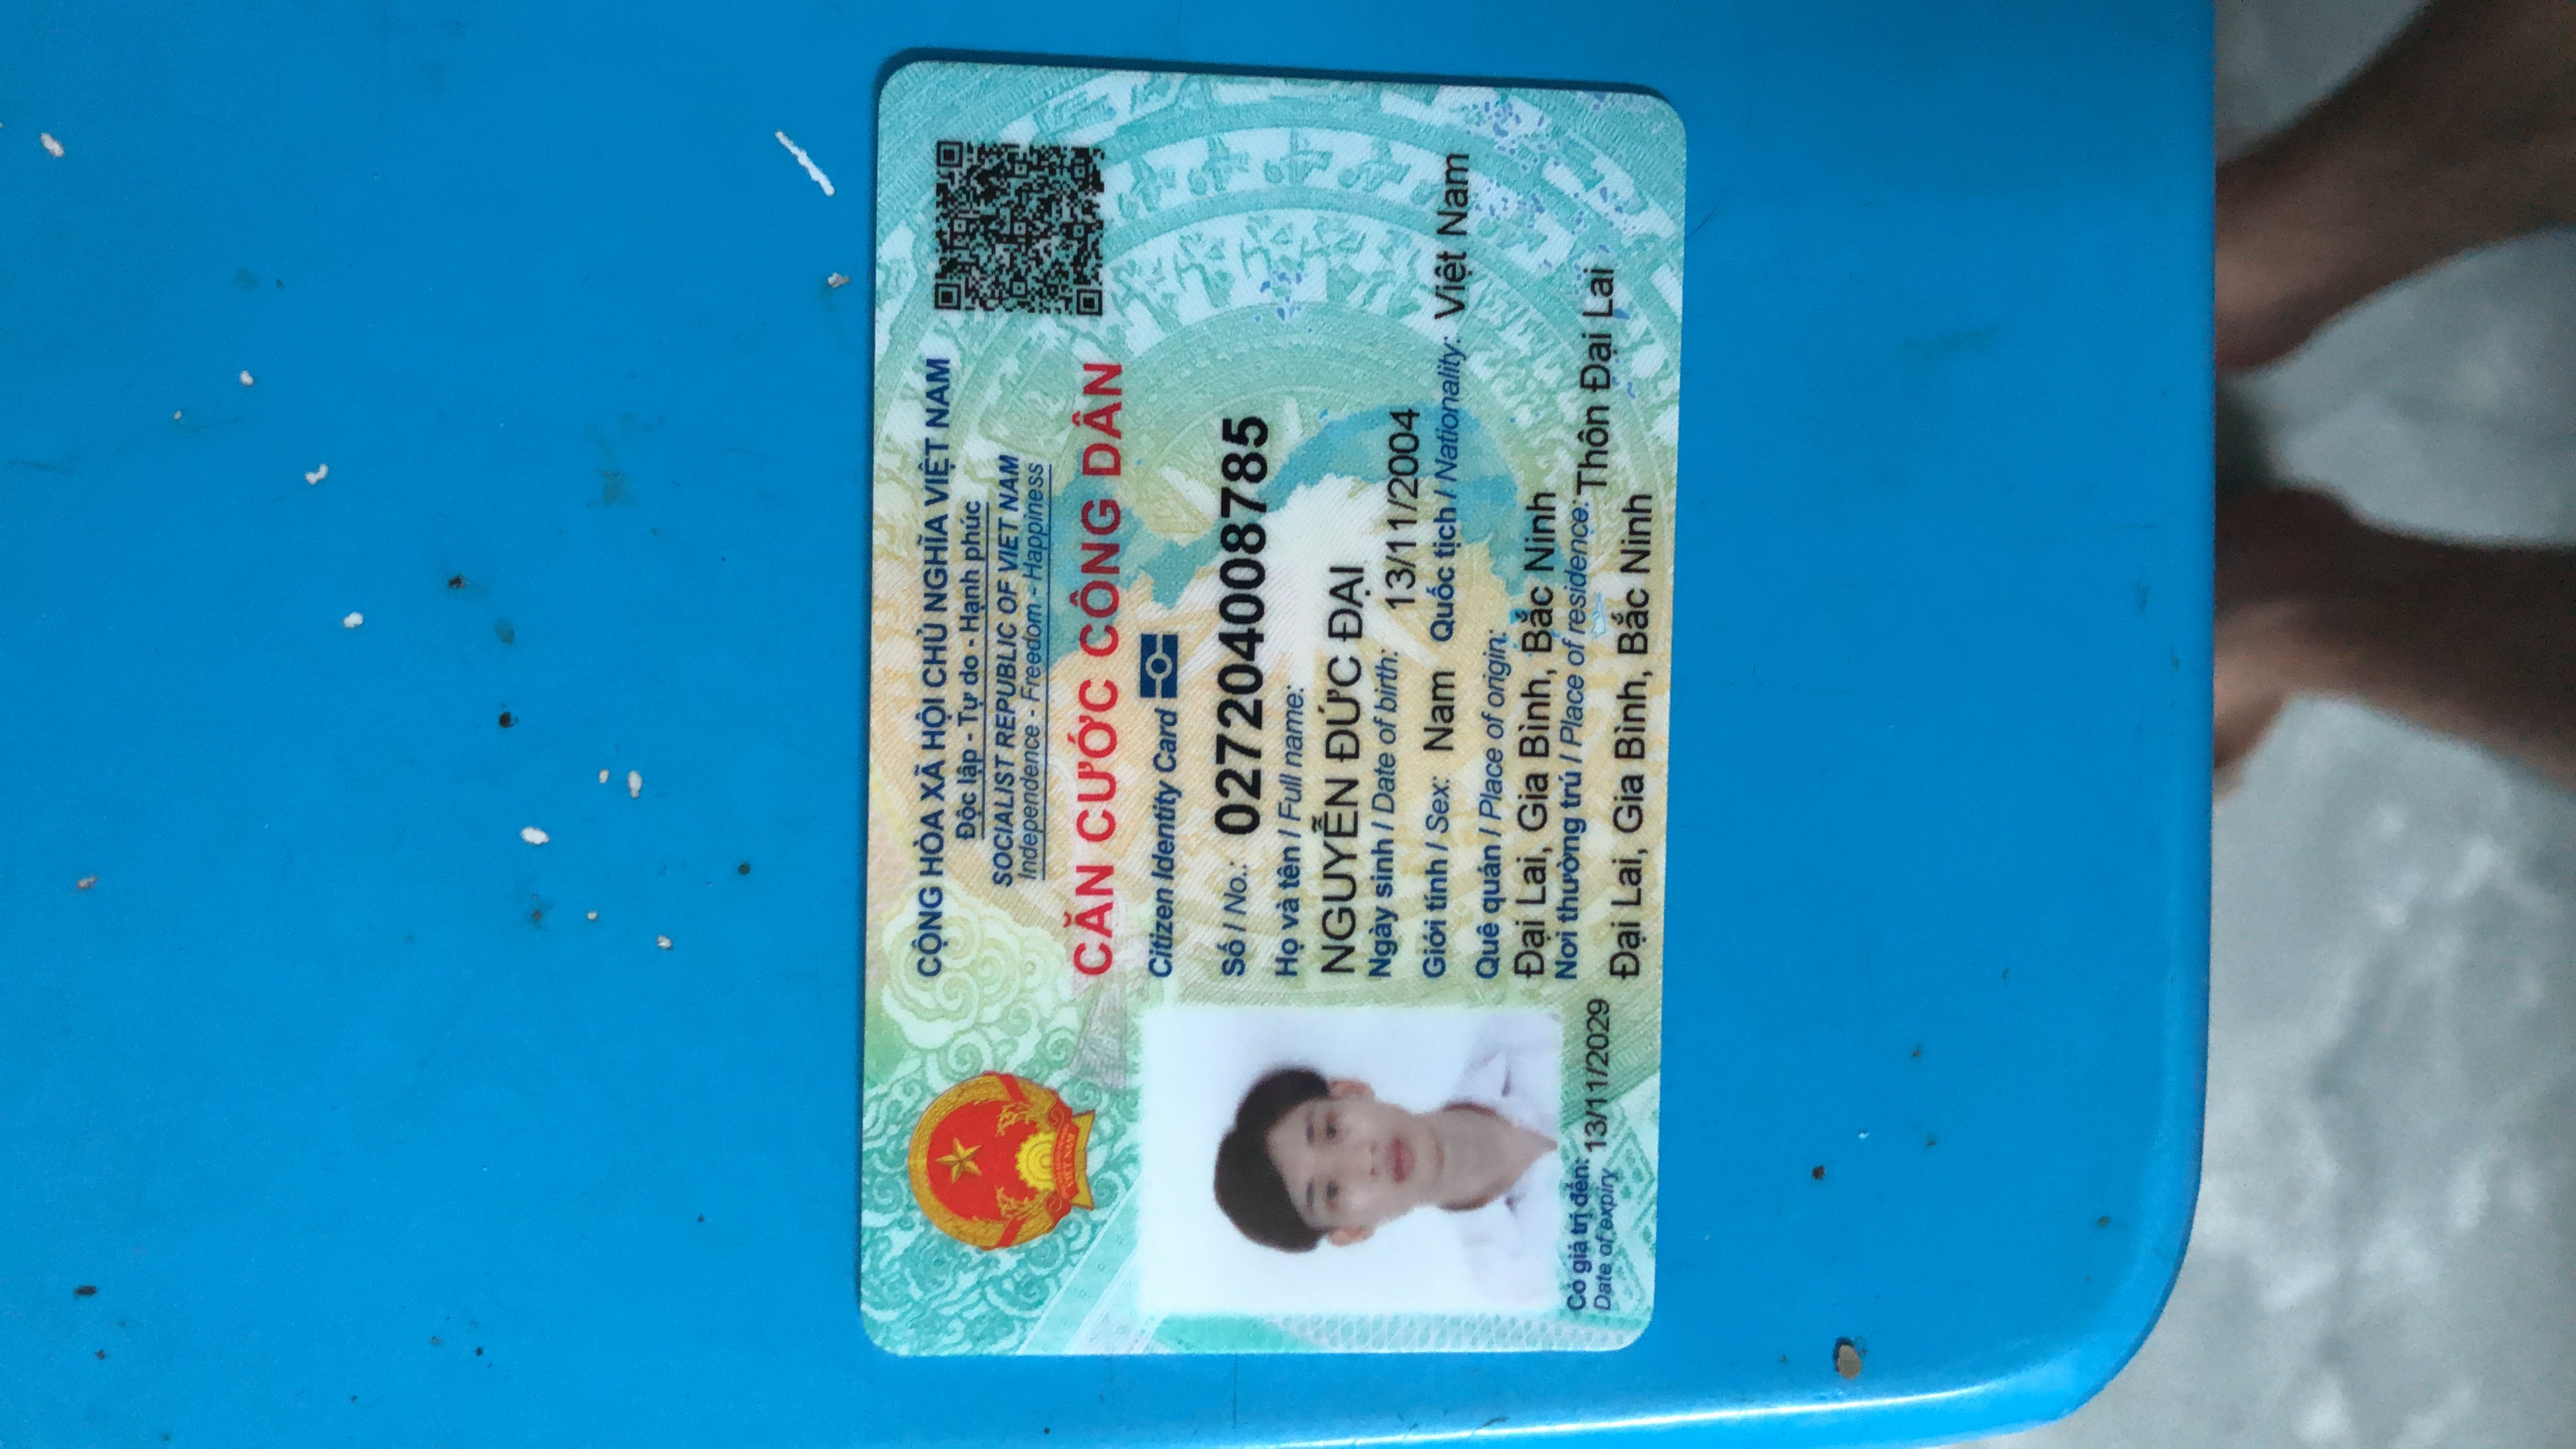 CỘNG HÒA XÃ HỘI CHỦ NGHĨA VIỆT NAM
Độc lập - Tự do - Hạnh phúc
SOCIALIST REPUBLIC OF VIET NAM
Independence - Freedom - Happiness
CĂN CƯỚC CÔNG DÂN
Citizen Identity Card
VIỆT NAM
Số / No.: 027204008785
Họ và tên / Full name:
NGUYỄN ĐỨC ĐẠI
Ngày sinh / Date of birth: 13/11/2004
Giới tính / Sex: Nam Quốc tịch / Nationality: Việt Nam
Quê quán / Place of origin:
Đại Lai, Gia Bình, Bắc Ninh
Nơi thường trú / Place of residence: Thôn Đại Lai
Đại Lai, Gia Bình, Bắc Ninh
Có giá trị đến: 13/11/2029
Date of expiry